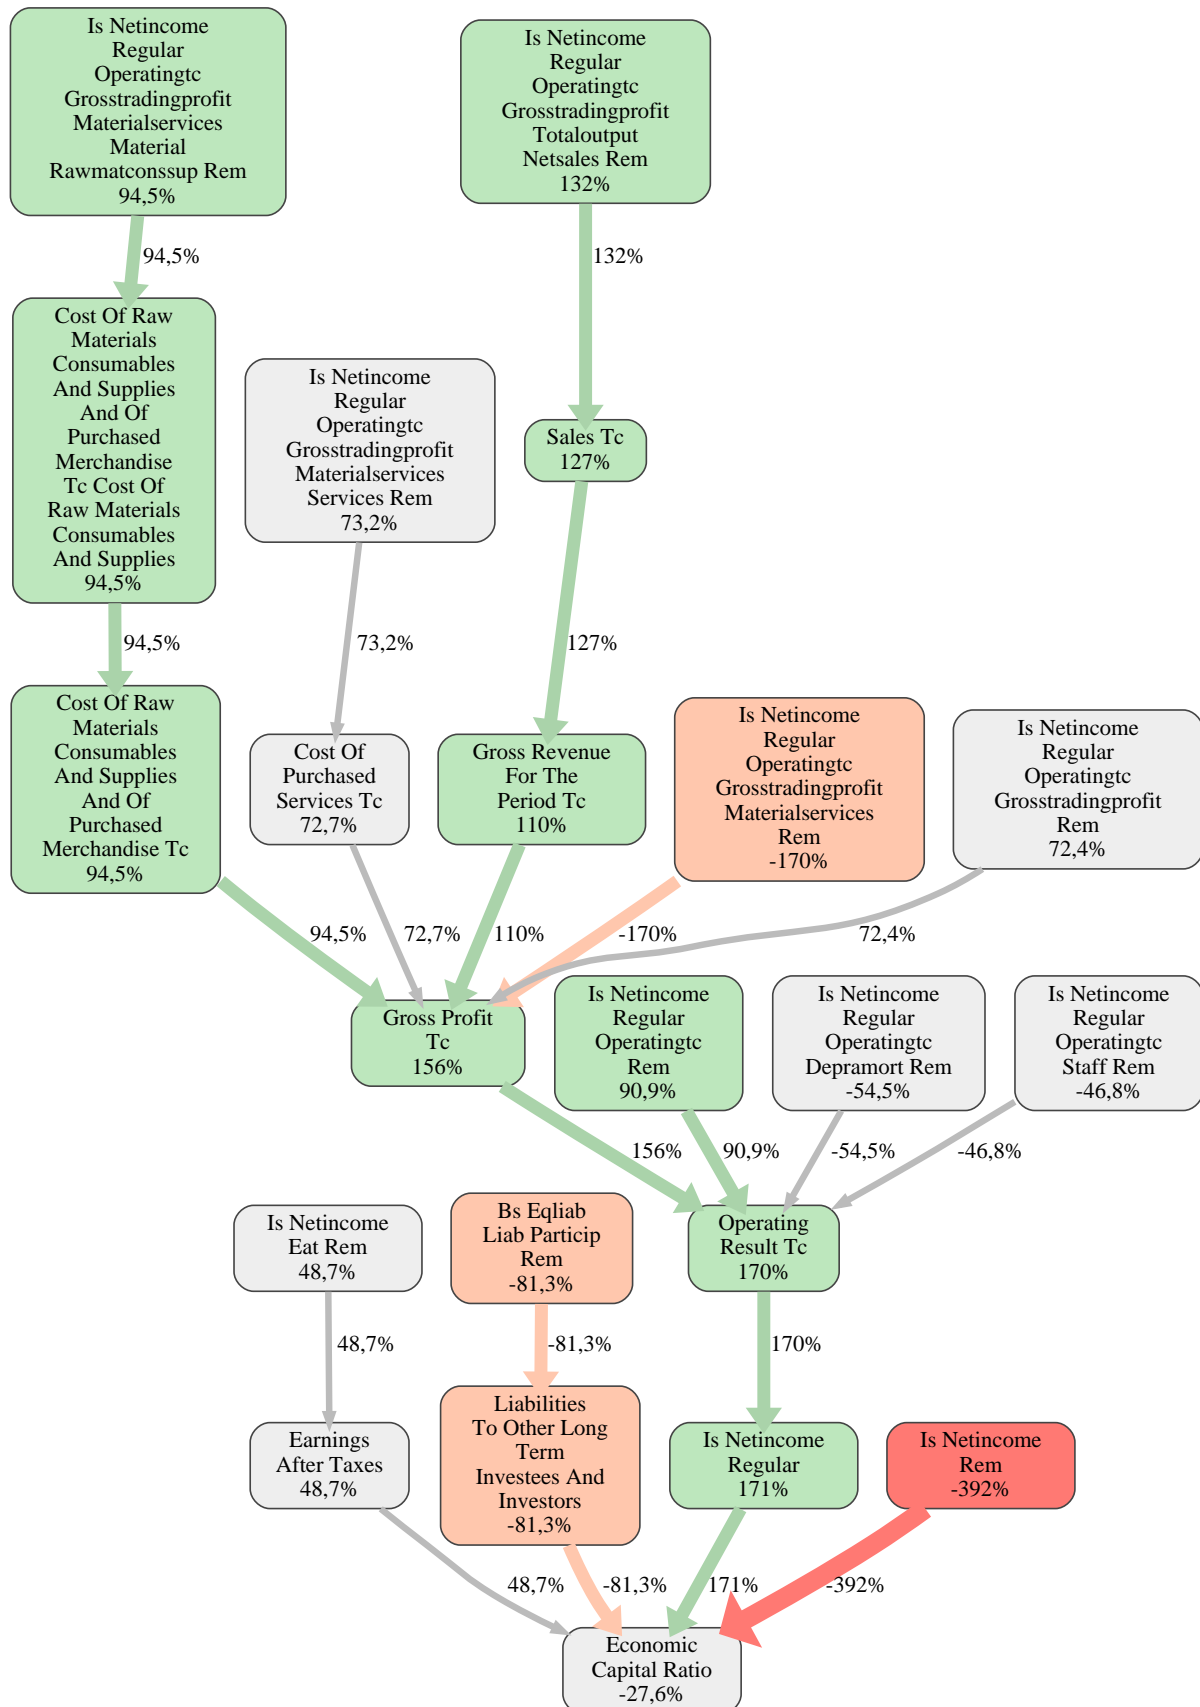 Is Netincome
Regular
Operatingtc
Grosstradingprofit
Materialservices
Material
Rawmatconssup Rem
94,5%
Is Netincome
Regular
Operatingtc
Grosstradingprofit
Totaloutput
Netsales Rem
132%
94,5%
132%
Cost Of Raw
Materials
Consumables
And Supplies
And Of
Purchased
Merchandise
Tc Cost Of
Raw Materials
Consumables
And Supplies
94,5%
Is Netincome
Regular
Operatingtc
Grosstradingprofit
Materialservices
Services Rem
73,2%
Sales Tc
127%
94,5%
73,2%
127%
Cost Of Raw
Materials
Consumables
And Supplies
And Of
Purchased
Merchandise Tc
94,5%
Cost Of
Purchased
Services Tc
72,7%
Gross Revenue
For The
Period Tc
110%
Is Netincome
Regular
Operatingtc
Grosstradingprofit
Materialservices
Rem
-170%
Is Netincome
Regular
Operatingtc
Grosstradingprofit
Rem
72,4%
94,5%
72,7%
110%
-170%
72,4%
Gross Profit
Tc
156%
Is Netincome
Regular
Operatingtc
Rem
90,9%
Is Netincome
Regular
Operatingtc
Depramort Rem
-54,5%
Is Netincome
Regular
Operatingtc
Staff Rem
-46,8%
156%
90,9%
-54,5%
-46,8%
Is Netincome
Eat Rem
48,7%
Bs Eqliab
Liab Particip
Rem
-81,3%
Operating
Result Tc
170%
48,7%
-81,3%
170%
Earnings
After Taxes
48,7%
Liabilities
To Other Long
Term
Investees And
Investors
-81,3%
Is Netincome
Regular
171%
Is Netincome
Rem
-392%
48,7%
-81,3%
171%
-392%
Economic
Capital Ratio
-27,6%